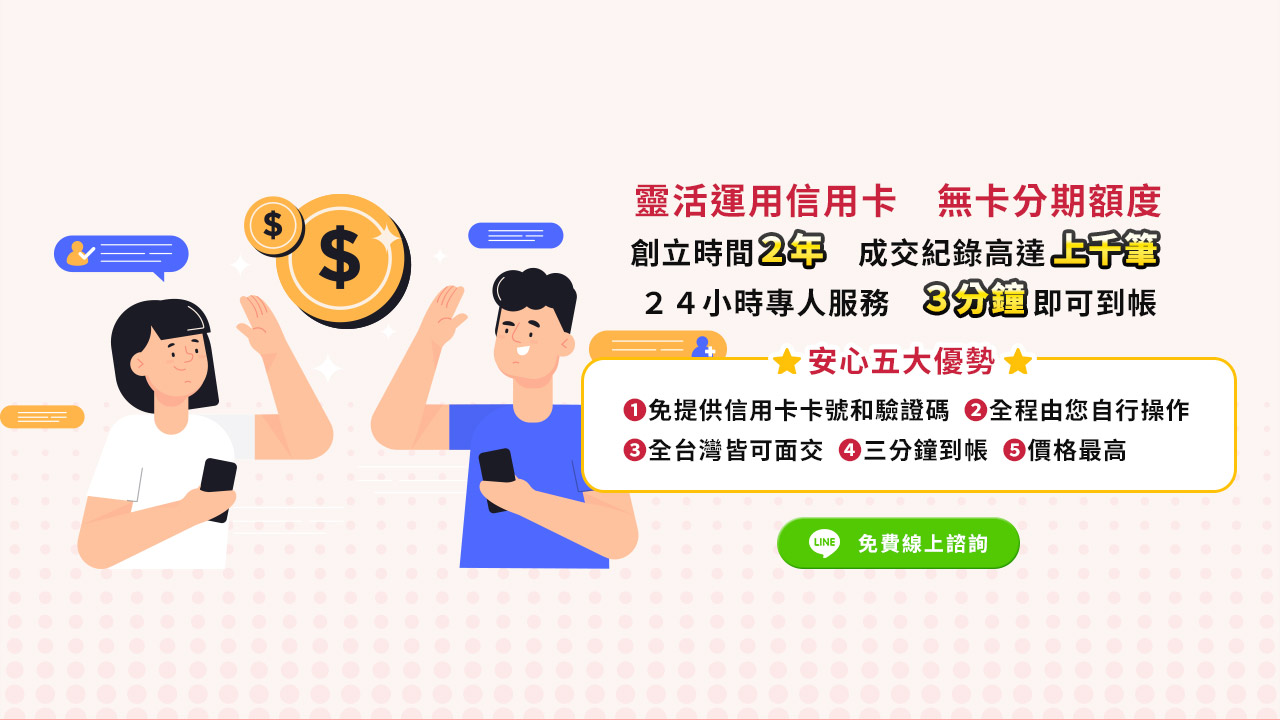 靈活運用信用卡　無卡分期額度
創立時間2年　成交紀錄高達上千筆
２４小時專人服務　3分鐘即可到帳
安心五大優勢
❶免提供信用卡卡號和驗證碼 ❷全程由您自行操作
❸全台灣皆可面交 ❹三分鐘到帳 ❺價格最高
LINE 免費線上諮詢
$
$